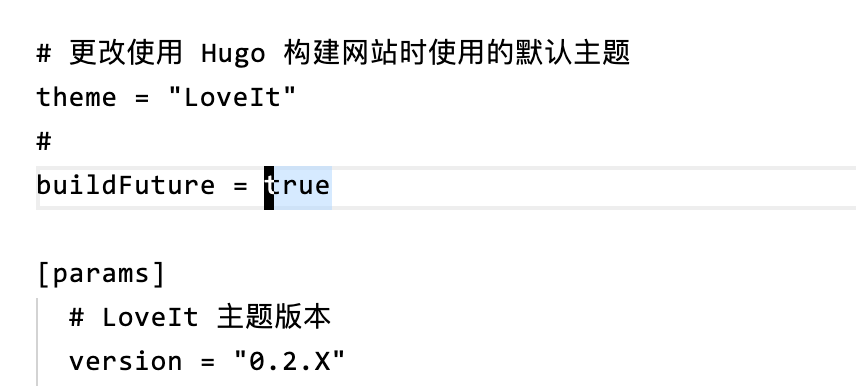 # 更改使用 Hugo 构建网站时使用的默认主题
theme = "LoveIt"
#
buildFuture = true
[params]
# LoveIt 主题版本
version = "0.2.X"